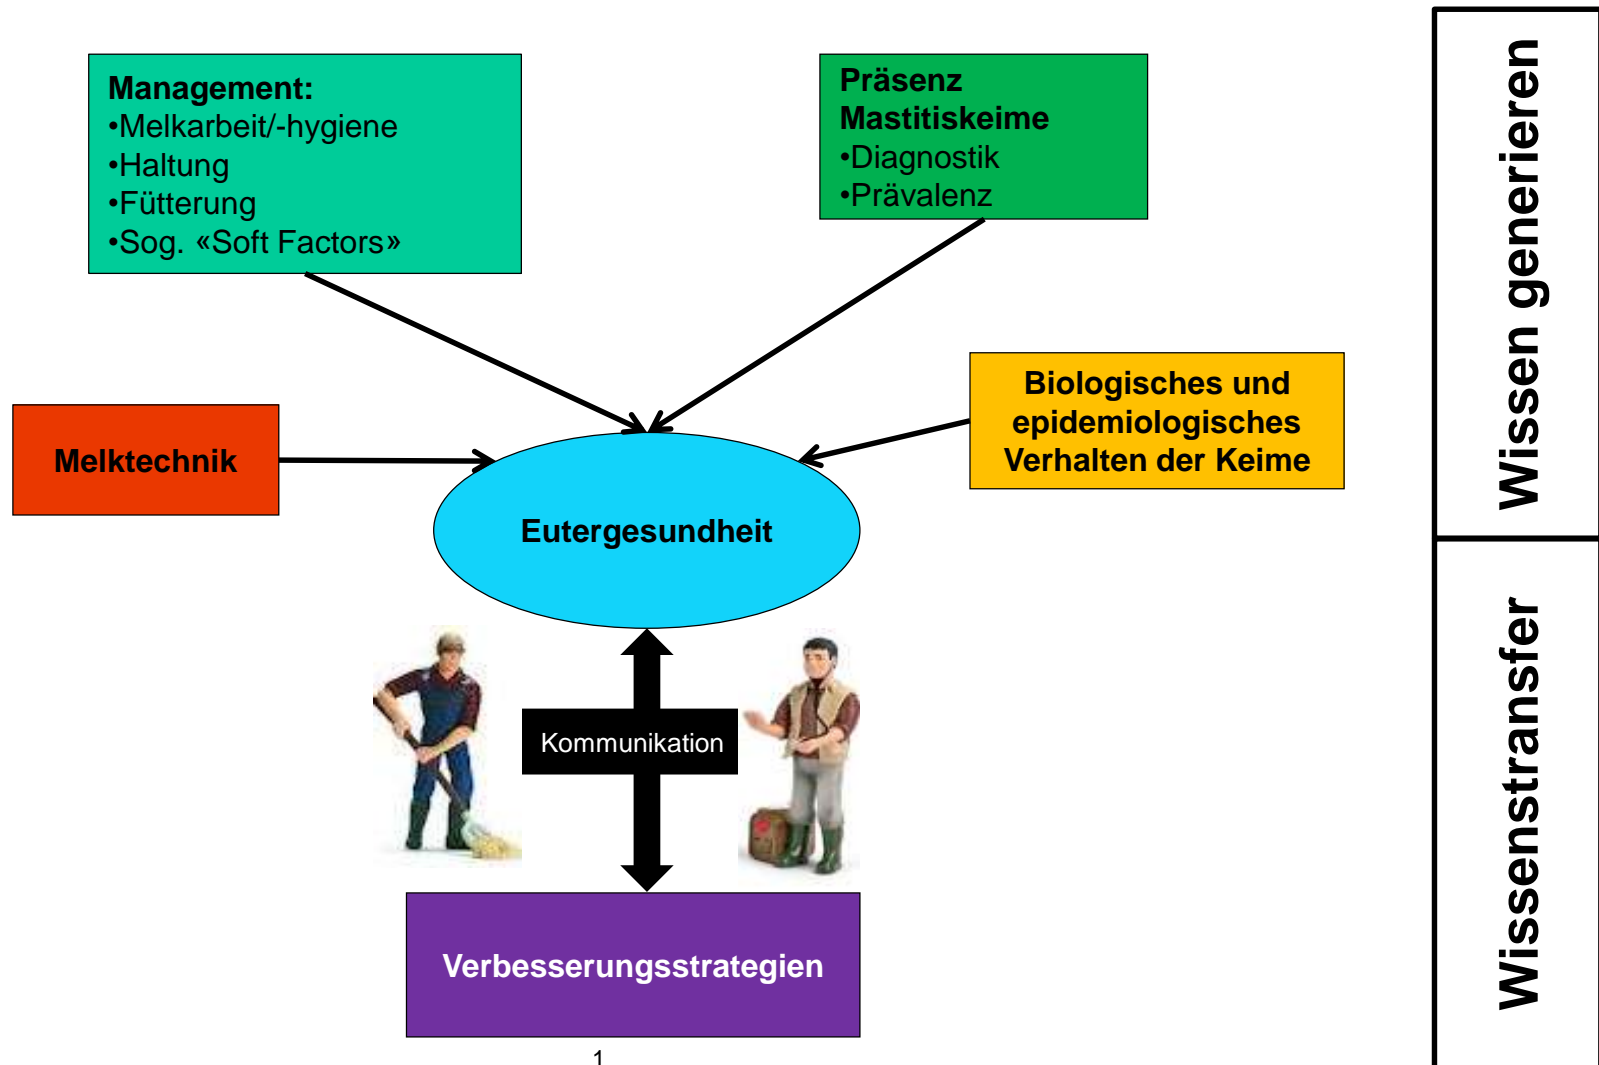 Management:
•Melkarbeit/-hygiene
•Haltung
•Fütterung
•Sog. «Soft Factors»
Präsenz
Mastitiskeime
•Diagnostik
•Prävalenz
Melktechnik
Biologisches und
epidemiologisches
Verhalten der Keime
Eutergesundheit
Kommunikation
Verbesserungsstrategien
1
Wissen generieren
Wissenstransfer